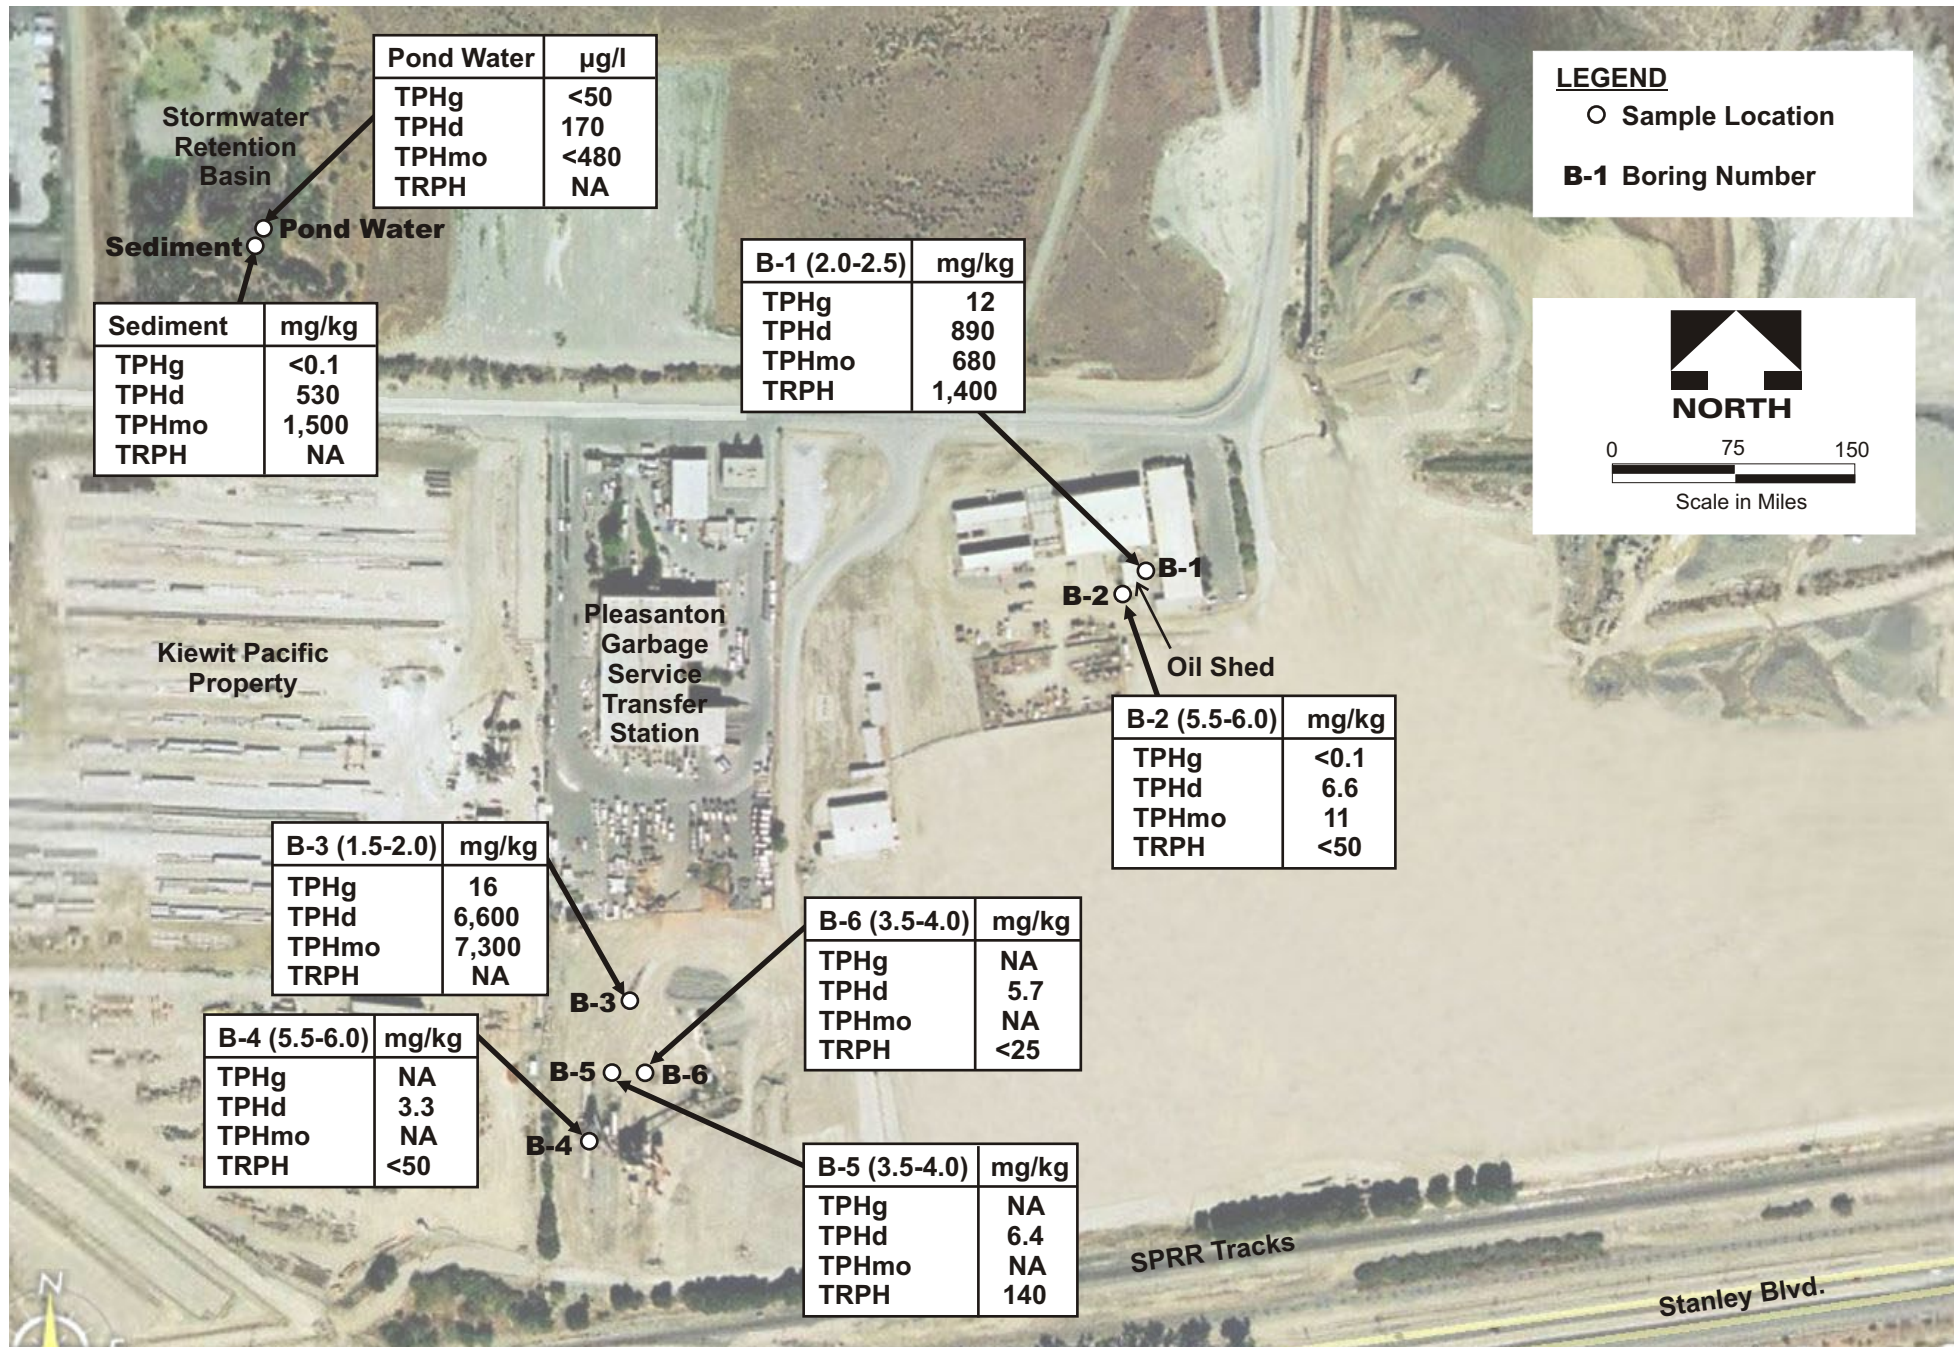 Pond Water µg/l
TPHg <50
TPHd 170
TPHmo <480
TRPH NA
Stormwater
Retention
Basin
Pond Water
Sediment
Sediment mg/kg
TPHg <0.1
TPHd 530
TPHmo 1,500
TRPH NA
LEGEND
Sample Location
B-1 Boring Number
B-1 (2.0-2.5) mg/kg
TPHg 12
TPHd 890
TPHmo 680
TRPH 1,400
NORTH
0 75 150
Scale in Miles
B-1
B-2
Oil Shed
Kiewit Pacific
Property
Pleasanton
Garbage
Service
Transfer
Station
B-2 (5.5-6.0) mg/kg
TPHg <0.1
TPHd 6.6
TPHmo 11
TRPH <50
B-3 (1.5-2.0) mg/kg
TPHg 16
TPHd 6,600
TPHmo 7,300
TRPH NA
B-6 (3.5-4.0) mg/kg
TPHg NA
TPHd 5.7
TPHmo NA
TRPH <25
B-3
B-4 (5.5-6.0) mg/kg
TPHg NA
TPHd 3.3
TPHmo NA
TRPH <50
B-5
B-6
B-4
B-5 (3.5-4.0) mg/kg
TPHg NA
TPHd 6.4
TPHmo NA
TRPH 140
SPRR Tracks
Stanley Blvd.
N
E